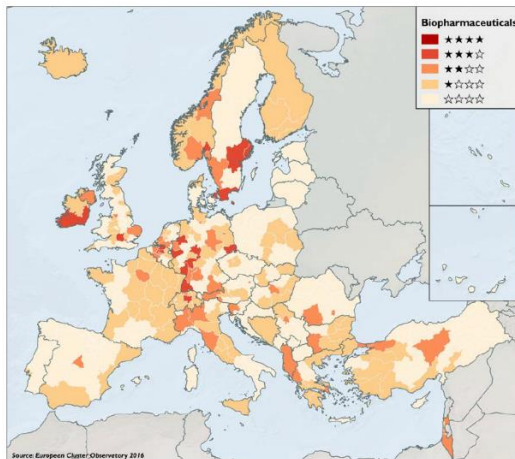 Biopharmaceuticals
★★★★
★★★☆
★★☆☆
★☆☆☆
☆☆☆☆
Source: European Cluster Observatory 2016